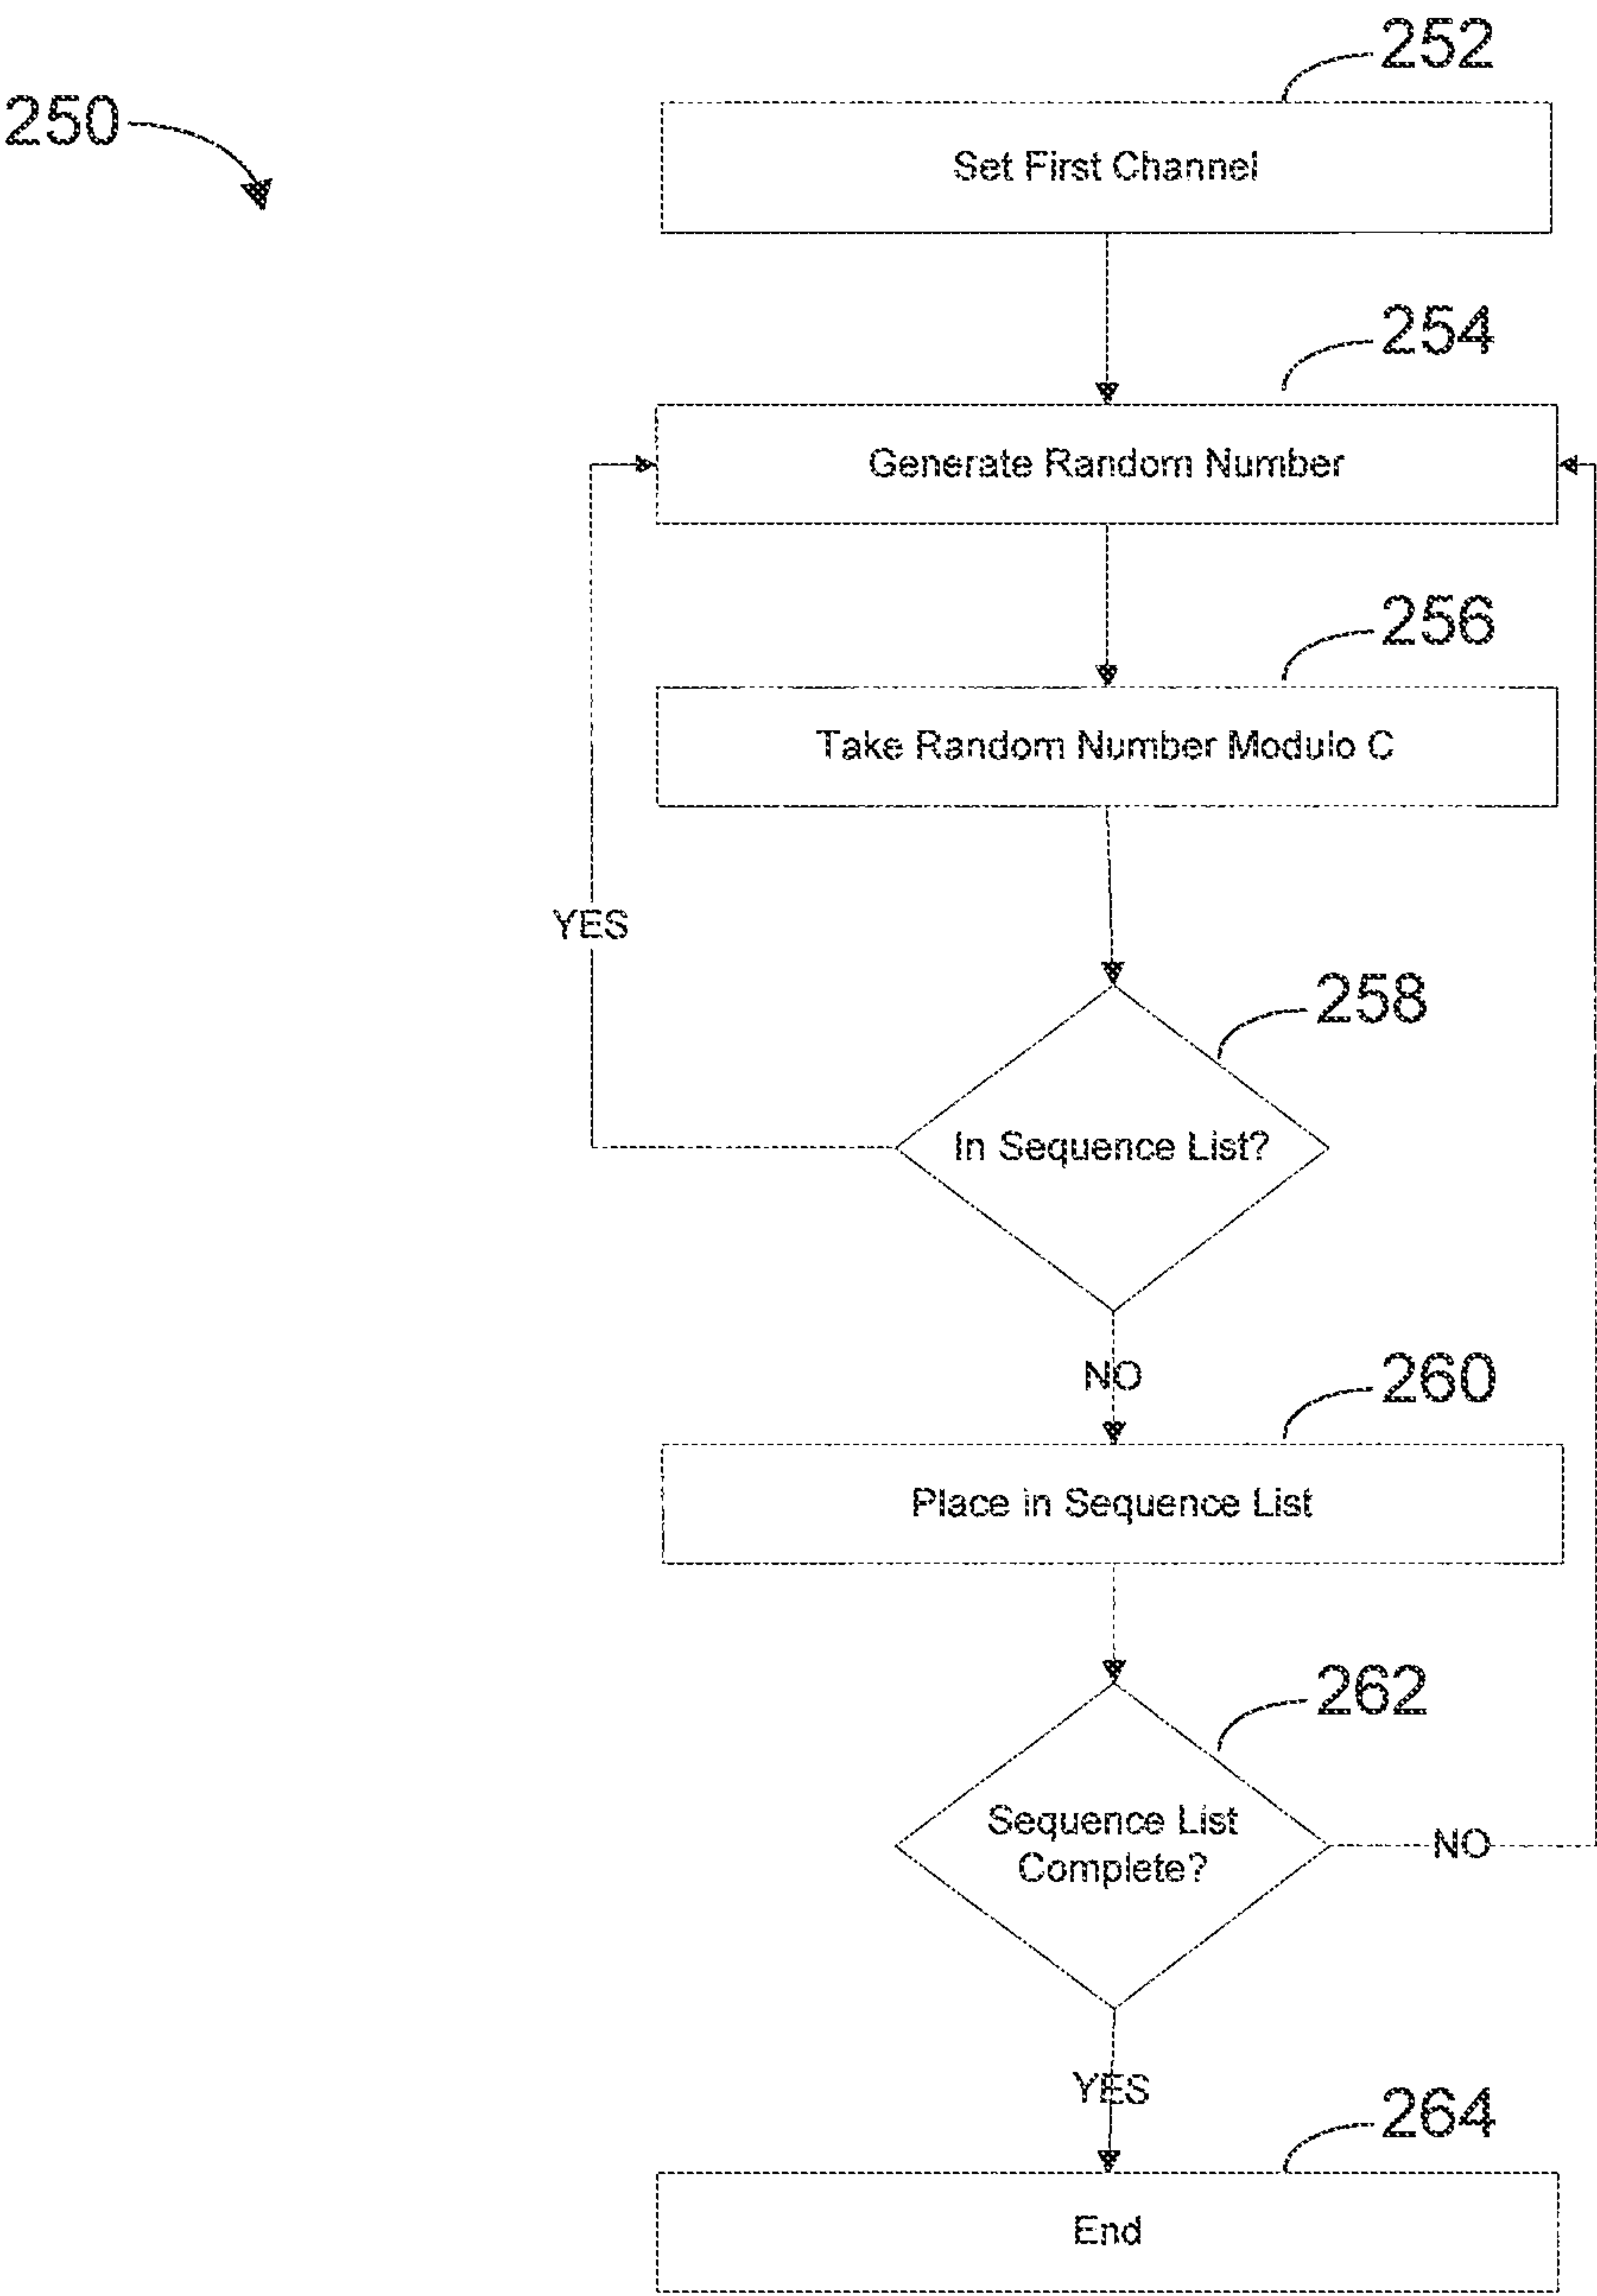 252
250
Set First Channel
254
Generate Random Number
256
Take Random Number Modulo C
YES
258
In Sequence List?
NO
260
Place in Sequence List
262
Sequence List
Complete?
NO
YES
264
End